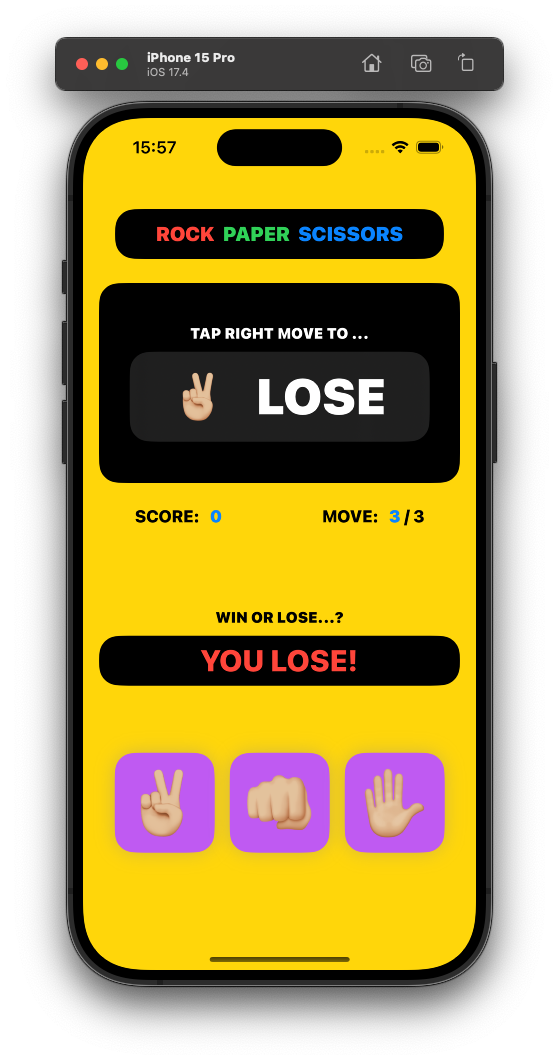 iPhone 15 Pro
iOS 17.4
15:57
ROCK PAPER SCISSORS
TAP RIGHT MOVE TO ...
LOSE
SCORE: 0 MOVE: 3 / 3
WIN OR LOSE...?
YOU LOSE!